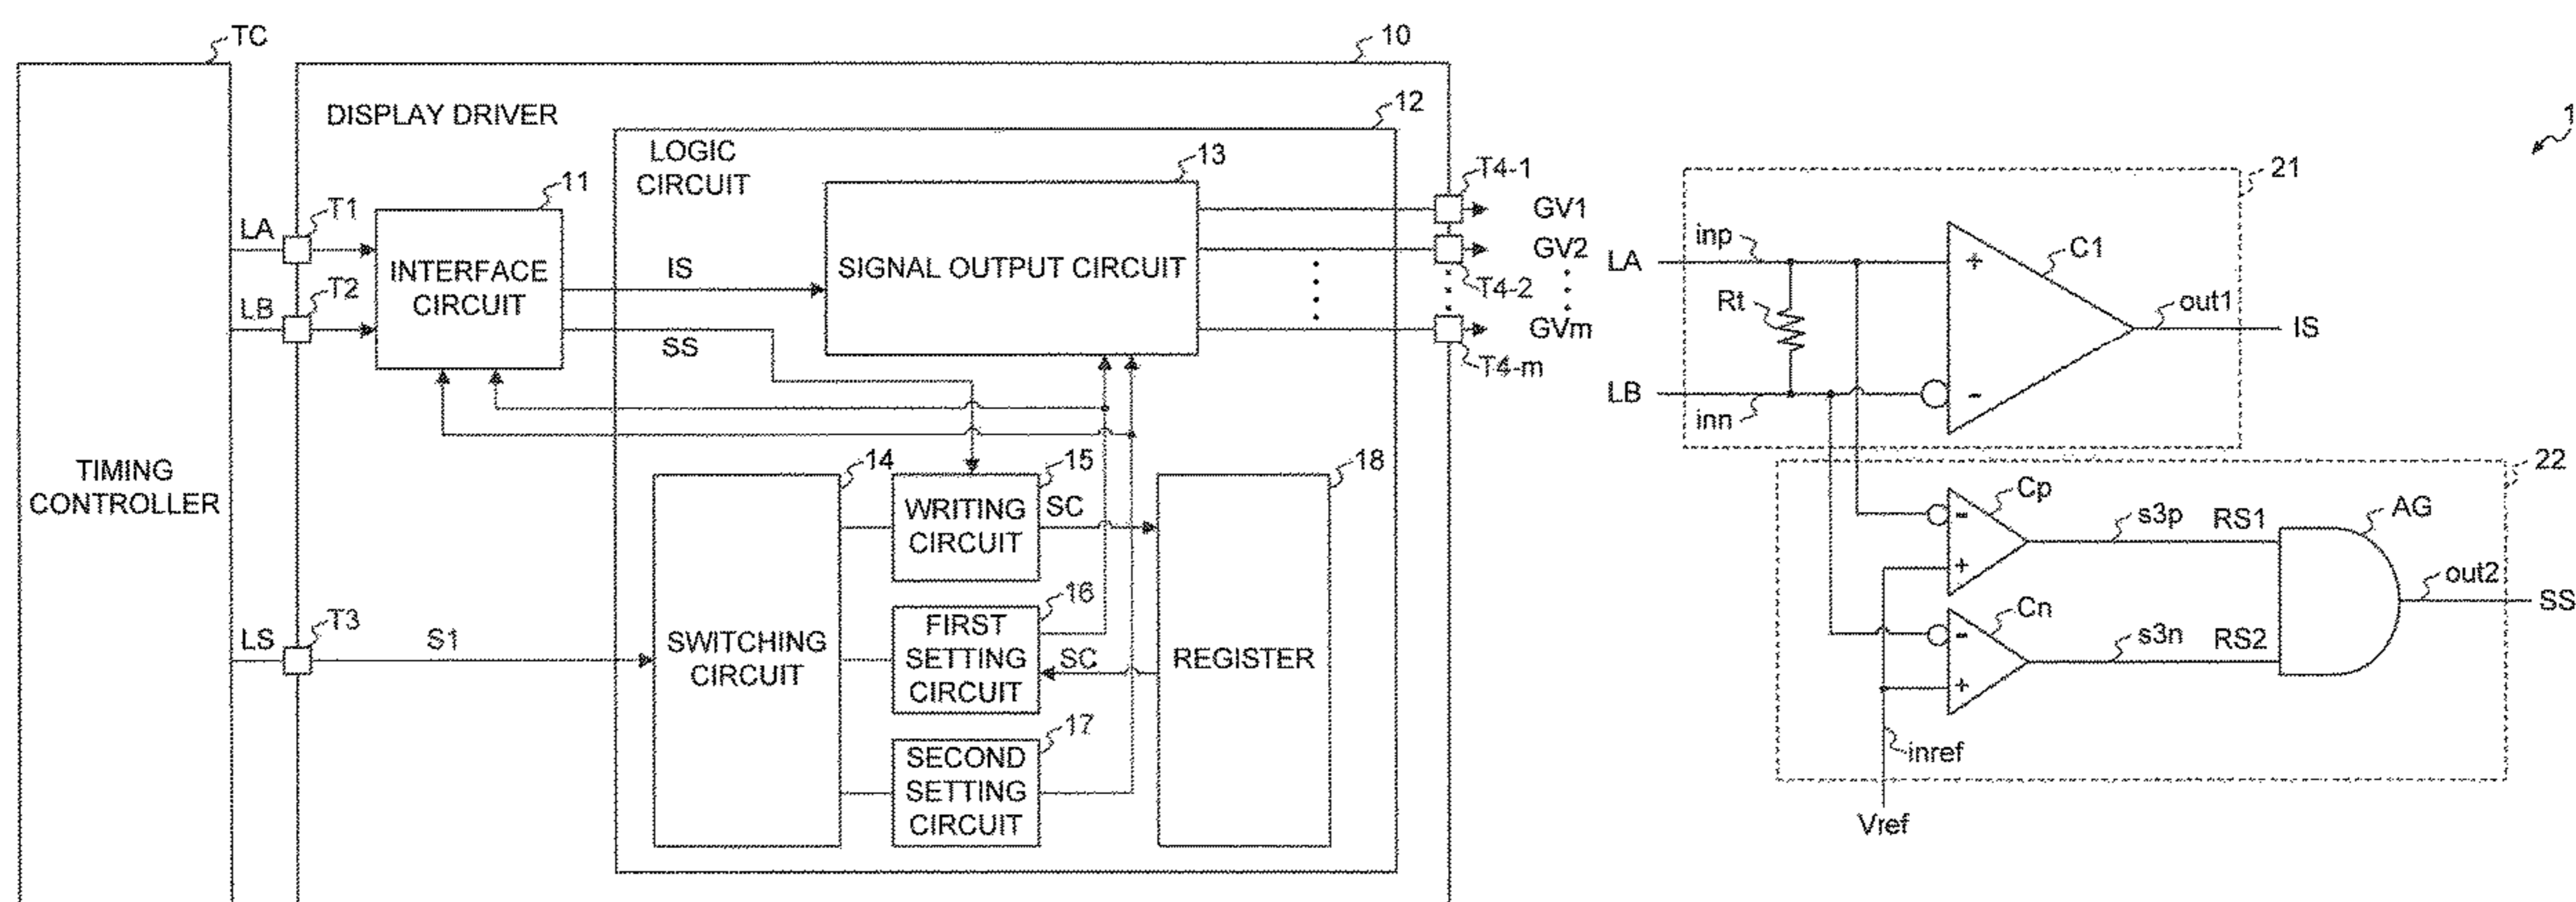 TC
10
DISPLAY DRIVER
12
LOGIC
CIRCUIT
13
11
T1
LA
T2
LB
INTERFACE
CIRCUIT
IS
SS
SIGNAL OUTPUT CIRCUIT
T4-1
GV1
GV2
T4-2
GVm
T4-m
TIMING
CONTROLLER
14
15
18
WRITING
CIRCUIT
SC
16
T3
LS
S1
SWITCHING
CIRCUIT
FIRST
SETTING
CIRCUIT
SC
REGISTER
17
SECOND
SETTING
CIRCUIT
21
inp
LA
+
C1
Rt
out1
IS
LB
inn
-
22
Cp
-
s3p
RS1
AG
+
out2
SS
Cn
-
s3n
RS2
+
inref
Vref